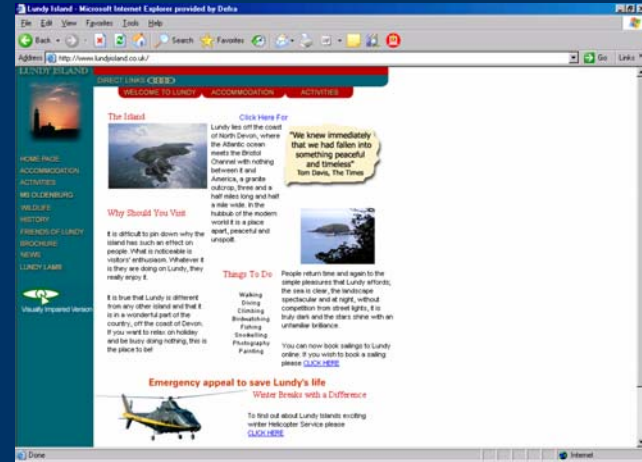 Lundy Island - Microsoft Internet Explorer provided by Defra
File Edit View Favorites Tools Help
Back Search Favorites
Address http://www.lundyisland.co.uk/ Go Links
LUNDY ISLAND
DIRECT LINKS
WELCOME TO LUNDY ACCOMMODATION ACTIVITIES
HOME PAGE
ACCOMMODATION
ACTIVITIES
MS OLDENBURG
WILDLIFE
HISTORY
FRIENDS OF LUNDY
BROCHURE
NEWS
LUNDY LAMB
Visually Impaired Version
The Island
Click Here For
Lundy lies off the coast
of North Devon, where
the Atlantic ocean
meets the Bristol
Channel with nothing
between it and
America, a granite
outcrop, three and a
half miles long and half
a mile wide. In the
hubbub of the modern
world it is a place
apart, peaceful and
unspoilt.
"We knew immediately
that we had fallen into
something peaceful
and timeless"
Tom Davis, The Times
Why Should You Visit
It is difficult to pin down why the
island has such an effect on
people. What is noticeable is
visitors' enthusiasm. Whatever it
is they are doing on Lundy, they
really enjoy it.
It is true that Lundy is different
from any other island and that it
is in a wonderful part of the
country, off the coast of Devon.
If you want to relax on holiday
and be busy doing nothing, this is
the place to be!
Things To Do
Walking
Diving
Climbing
Birdwatching
Fishing
Snorkelling
Photography
Painting
People return time and again to the
simple pleasures that Lundy affords;
the sea is clear, the landscape
spectacular and at night, without
competition from street lights, it is
truly dark and the stars shine with an
unfamiliar brilliance.
You can now book sailings to Lundy
online. If you wish to book a sailing
please CLICK HERE
Emergency appeal to save Lundy's life
Winter Breaks with a Difference
To find out about Lundy Islands exciting
winter Helicopter Service please
CLICK HERE
Done Internet